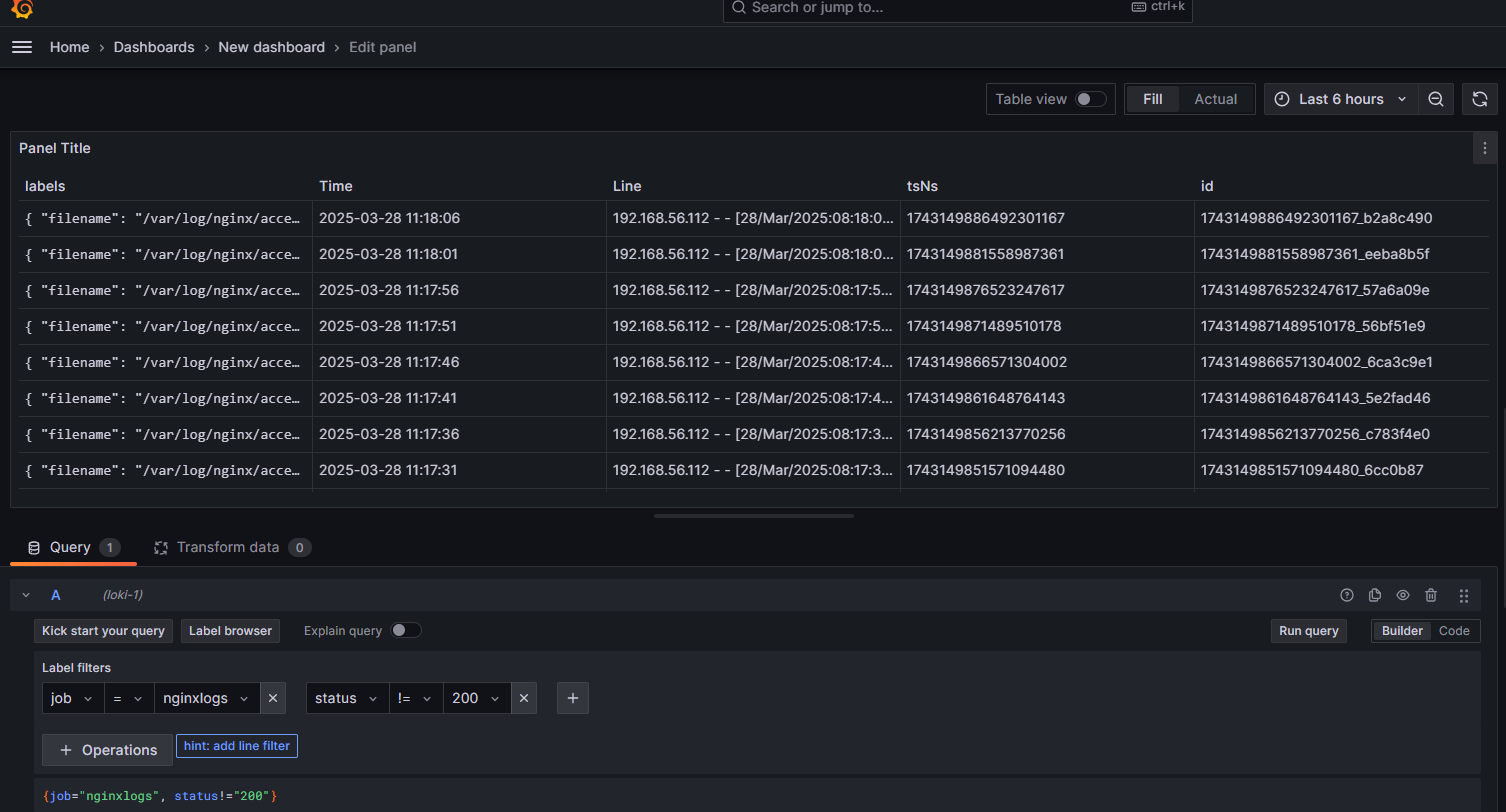 Search or jump to... ctrl+k
Home › Dashboards › New dashboard › Edit panel
Table view Fill Actual Last 6 hours
Panel Title
labels Time Line tsNs id
{ "filename": "/var/log/nginx/acce… 2025-03-28 11:18:06 192.168.56.112 - - [28/Mar/2025:08:18:0… 1743149886492301167 1743149886492301167_b2a8c490
{ "filename": "/var/log/nginx/acce… 2025-03-28 11:18:01 192.168.56.112 - - [28/Mar/2025:08:18:0… 1743149881558987361 1743149881558987361_eeba8b5f
{ "filename": "/var/log/nginx/acce… 2025-03-28 11:17:56 192.168.56.112 - - [28/Mar/2025:08:17:5… 1743149876523247617 1743149876523247617_57a6a09e
{ "filename": "/var/log/nginx/acce… 2025-03-28 11:17:51 192.168.56.112 - - [28/Mar/2025:08:17:5… 1743149871489510178 1743149871489510178_56bf51e9
{ "filename": "/var/log/nginx/acce… 2025-03-28 11:17:46 192.168.56.112 - - [28/Mar/2025:08:17:4… 1743149866571304002 1743149866571304002_6ca3c9e1
{ "filename": "/var/log/nginx/acce… 2025-03-28 11:17:41 192.168.56.112 - - [28/Mar/2025:08:17:4… 1743149861648764143 1743149861648764143_5e2fad46
{ "filename": "/var/log/nginx/acce… 2025-03-28 11:17:36 192.168.56.112 - - [28/Mar/2025:08:17:3… 1743149856213770256 1743149856213770256_c783f4e0
{ "filename": "/var/log/nginx/acce… 2025-03-28 11:17:31 192.168.56.112 - - [28/Mar/2025:08:17:3… 1743149851571094480 1743149851571094480_6cc0b87
Query 1 Transform data 0
A (loki-1)
Kick start your query Label browser Explain query Run query Builder Code
Label filters
job = nginxlogs status != 200
+ Operations hint: add line filter
{job="nginxlogs", status!="200"}